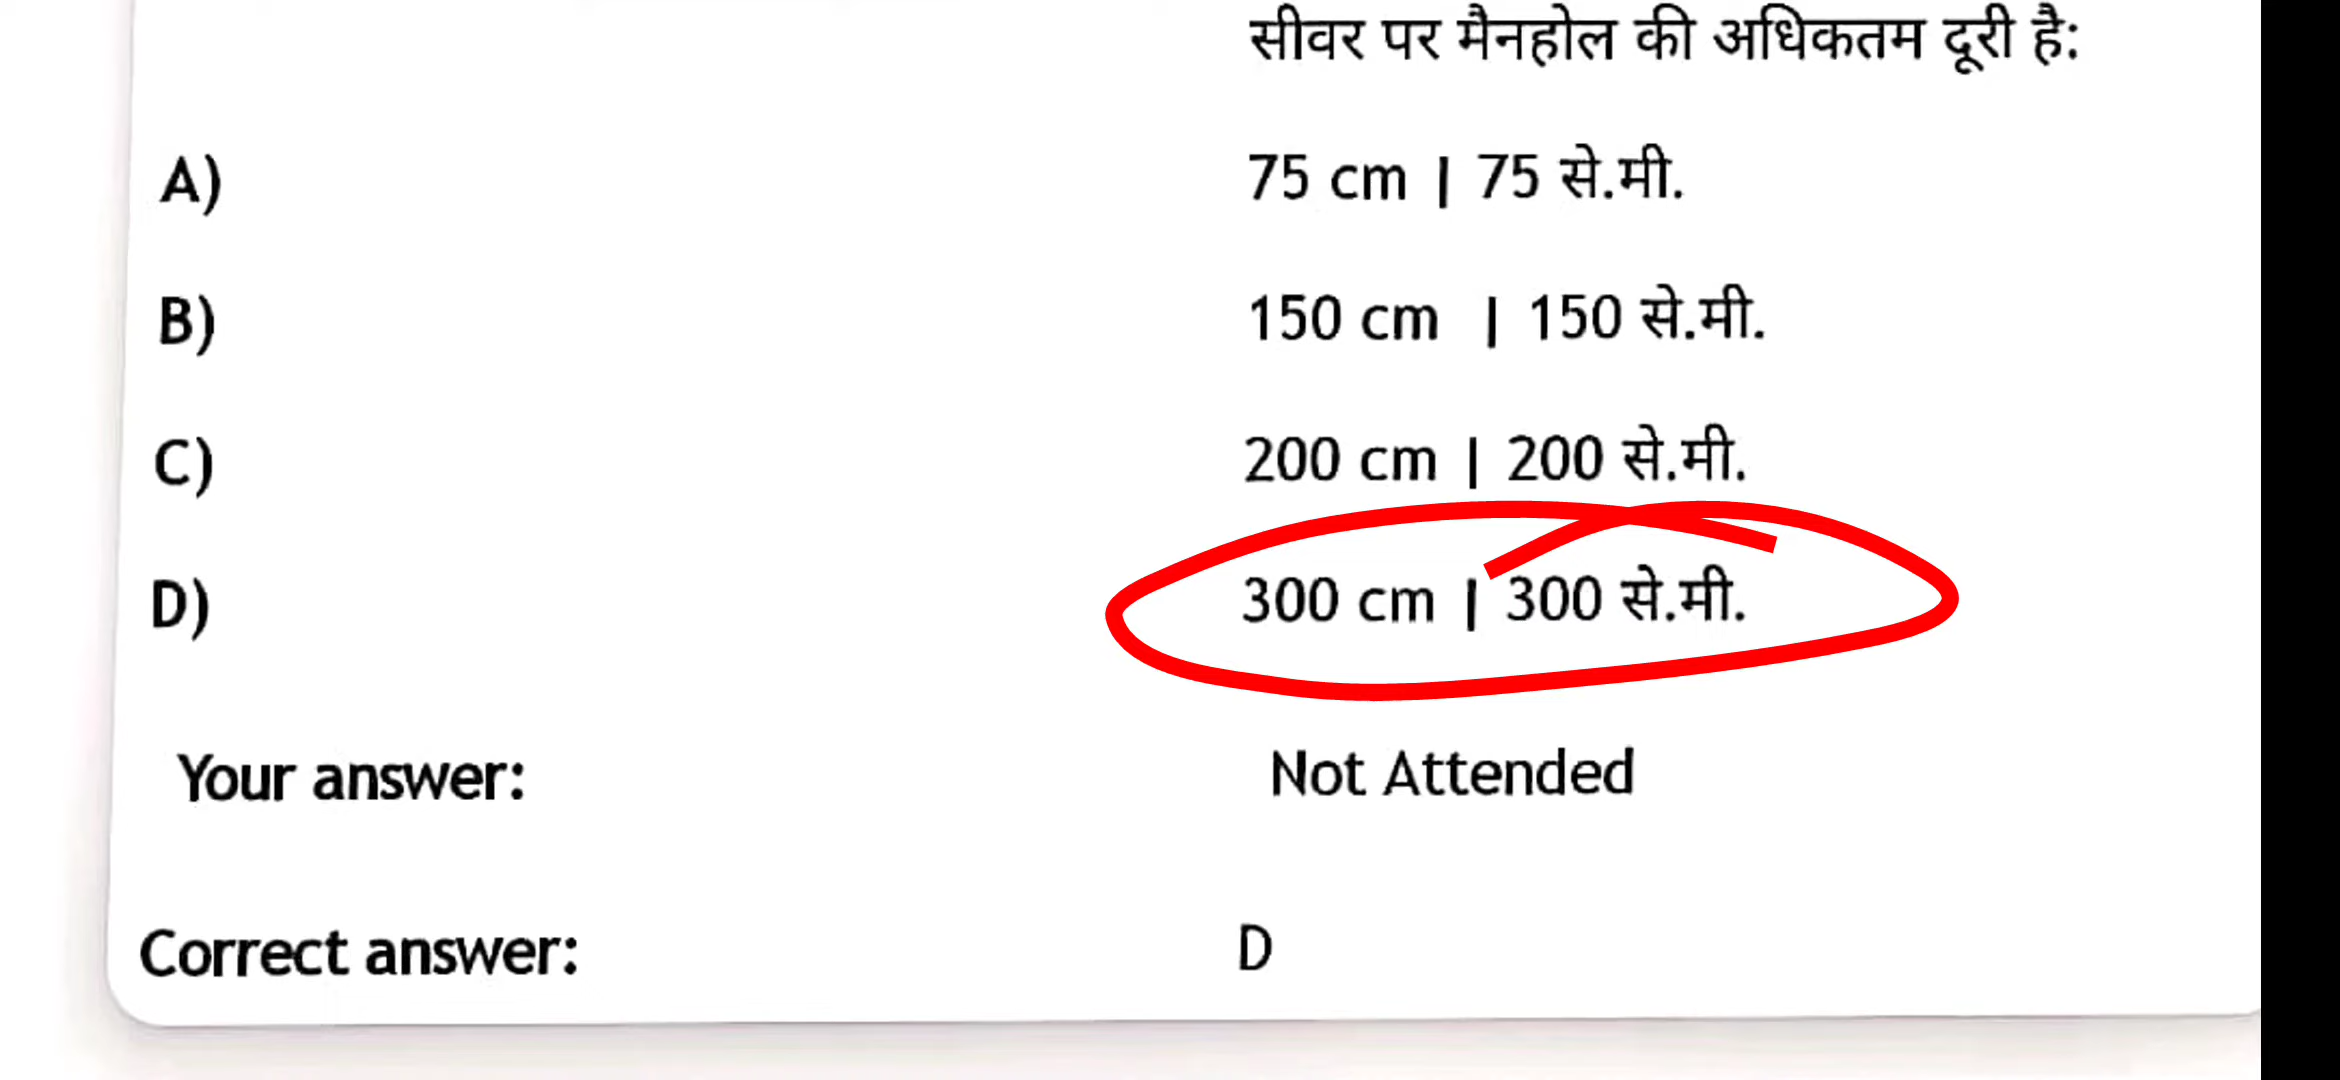 सीवर पर मैनहोल की अधिकतम दूरी है:
A) 75 cm | 75 से.मी.
B) 150 cm | 150 से.मी.
C) 200 cm | 200 से.मी.
D) 300 cm | 300 से.मी.
Your answer: Not Attended
Correct answer: D